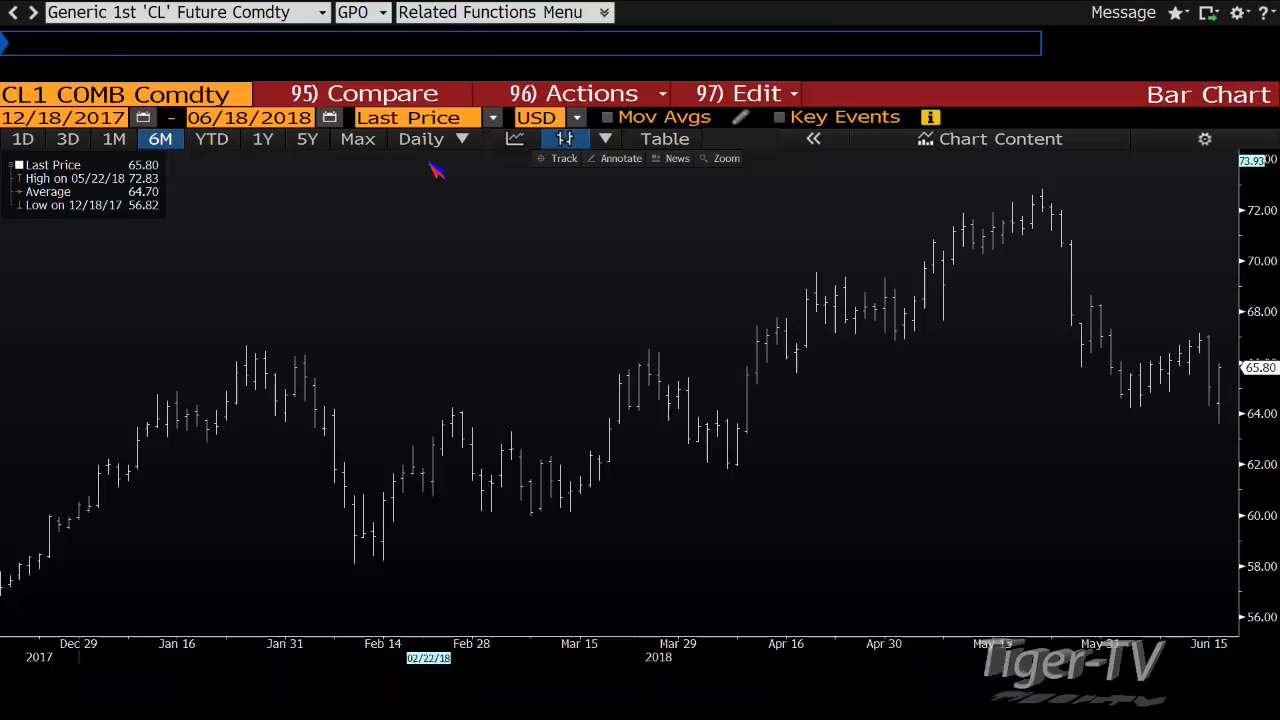 Generic 1st 'CL' Future Comdty GPO Related Functions Menu Message ?
CL1 COMB Comdty 95) Compare 96) Actions 97) Edit Bar Chart
12/18/2017 - 06/18/2018 Last Price USD Mov Avgs Key Events i
1D 3D 1M 6M YTD 1Y 5Y Max Daily Table « Chart Content
Track Annotate News Zoom
Last Price 65.80
High on 05/22/18 72.83
Average 64.70
Low on 12/18/17 56.82
73.93
72.00
70.00
68.00
65.80
64.00
62.00
60.00
58.00
56.00
Dec 29 Jan 16 Jan 31 Feb 14 Feb 28 Mar 15 Mar 29 Apr 16 Apr 30 May 15 May 31 Jun 15
2017 02/22/18 2018
Tiger-TV